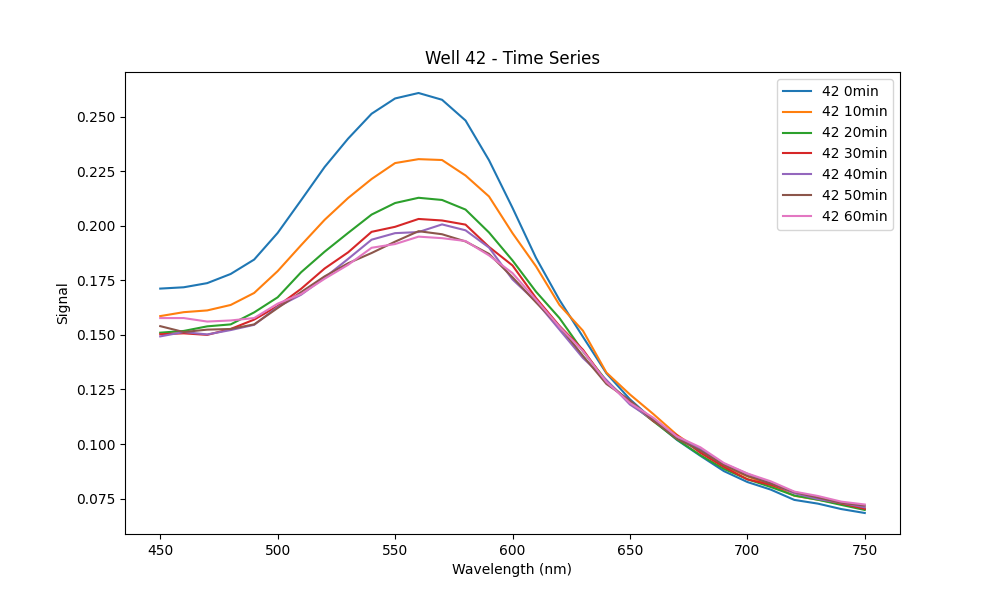 Well 42 - Time Series
Signal
0.250
0.225
0.200
0.175
0.150
0.125
0.100
0.075
42 0min
42 10min
42 20min
42 30min
42 40min
42 50min
42 60min
450 500 550 600 650 700 750
Wavelength (nm)